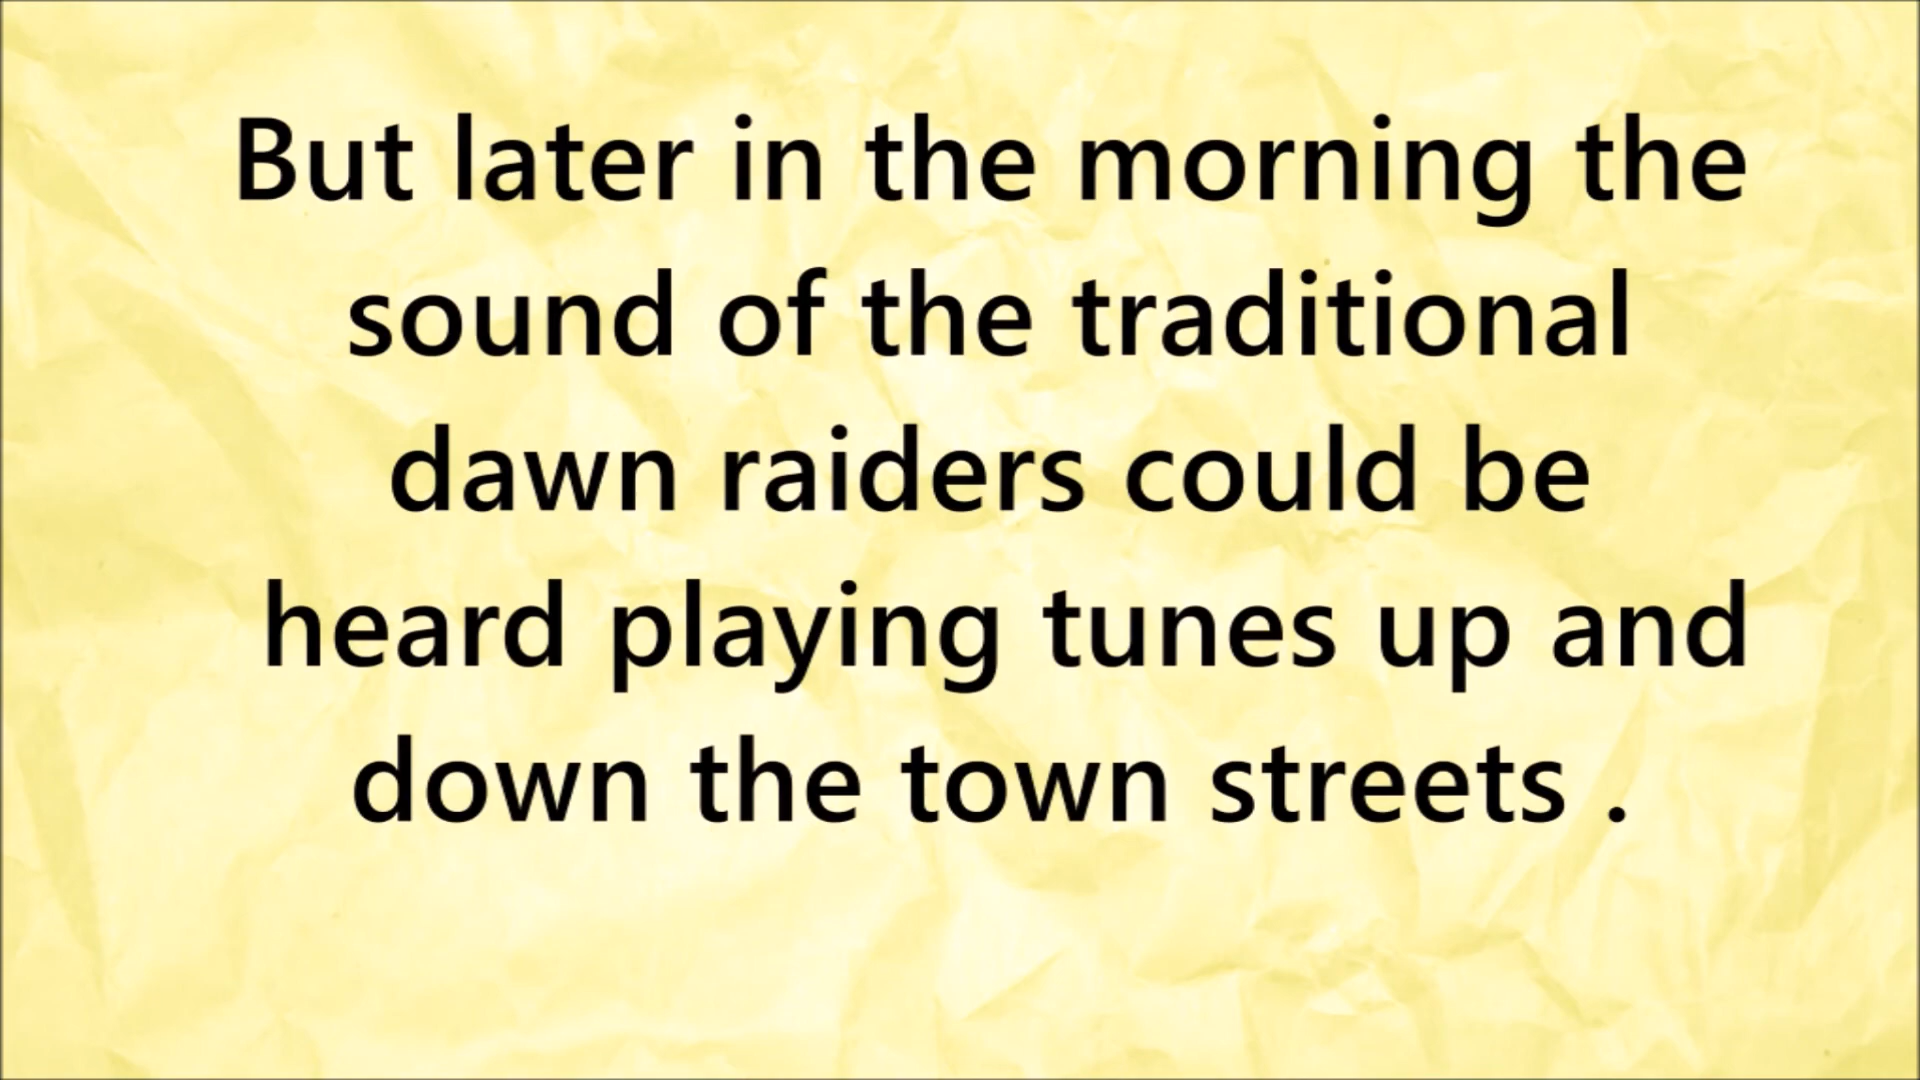 But later in the morning the
sound of the traditional
dawn raiders could be
heard playing tunes up and
down the town streets .